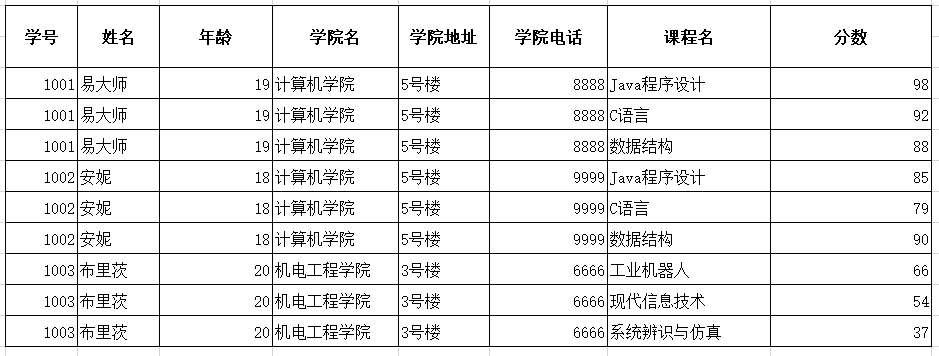 学号 姓名 年龄 学院名 学院地址 学院电话 课程名 分数
1001 易大师 19 计算机学院 5号楼 8888 Java程序设计 98
1001 易大师 19 计算机学院 5号楼 8888 C语言 92
1001 易大师 19 计算机学院 5号楼 8888 数据结构 88
1002 安妮 18 计算机学院 5号楼 9999 Java程序设计 85
1002 安妮 18 计算机学院 5号楼 9999 C语言 79
1002 安妮 18 计算机学院 5号楼 9999 数据结构 90
1003 布里茨 20 机电工程学院 3号楼 6666 工业机器人 66
1003 布里茨 20 机电工程学院 3号楼 6666 现代信息技术 54
1003 布里茨 20 机电工程学院 3号楼 6666 系统辨识与仿真 37